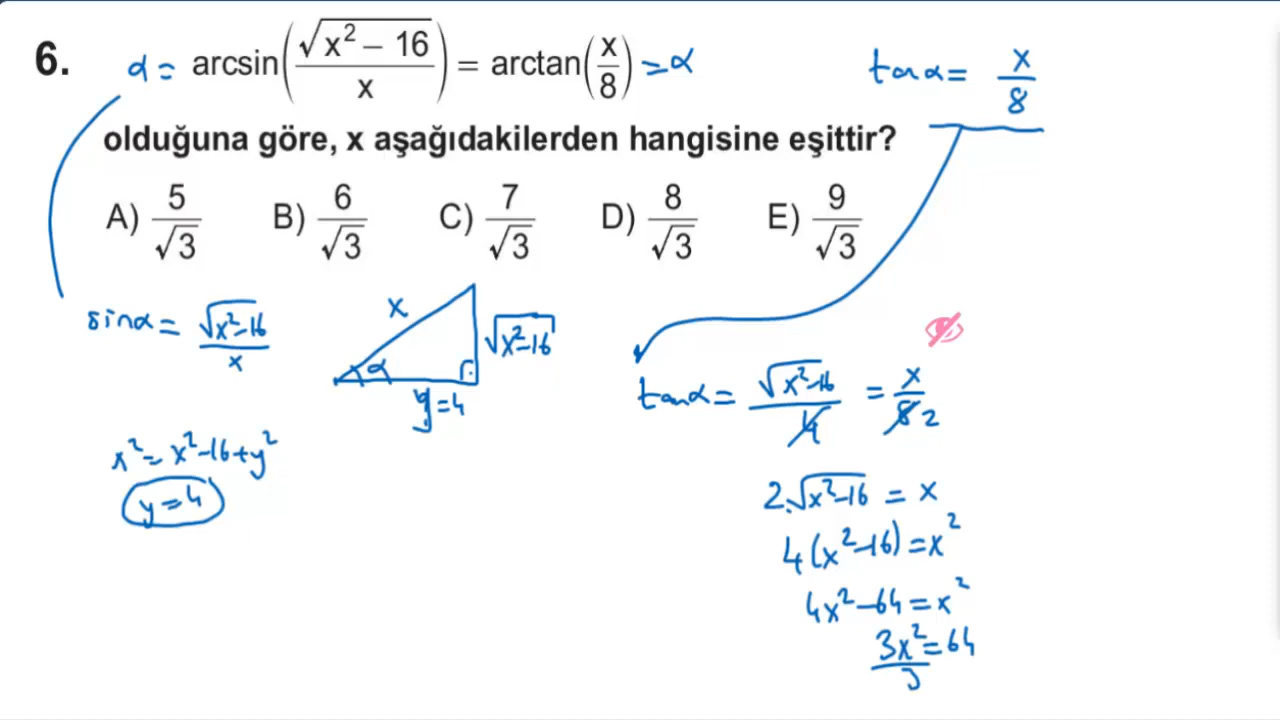 6. α = arcsin(√(x² − 16) / x) = arctan(x/8) = α
tanα = x/8
olduğuna göre, x aşağıdakilerden hangisine eşittir?
A) 5/√3 B) 6/√3 C) 7/√3 D) 8/√3 E) 9/√3
sinα = √(x²-16) / x
x
α
√(x²-16)
y=4
x² = x²-16+y²
y=4
tanα = √(x²-16) / 4 = x / 8 2
2.√(x²-16) = x
4(x²-16) = x²
4x²-64 = x²
3x² = 64
3